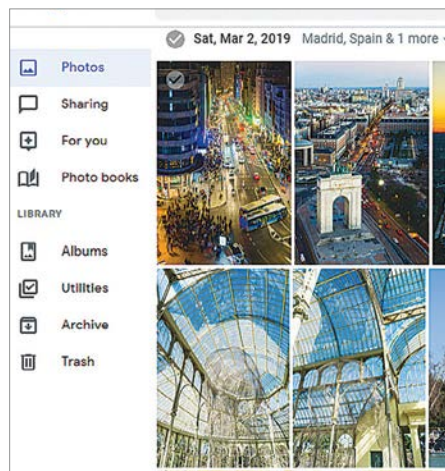 Sat, Mar 2, 2019 Madrid, Spain & 1 more
Photos
Sharing
For you
Photo books
LIBRARY
Albums
Utilities
Archive
Trash